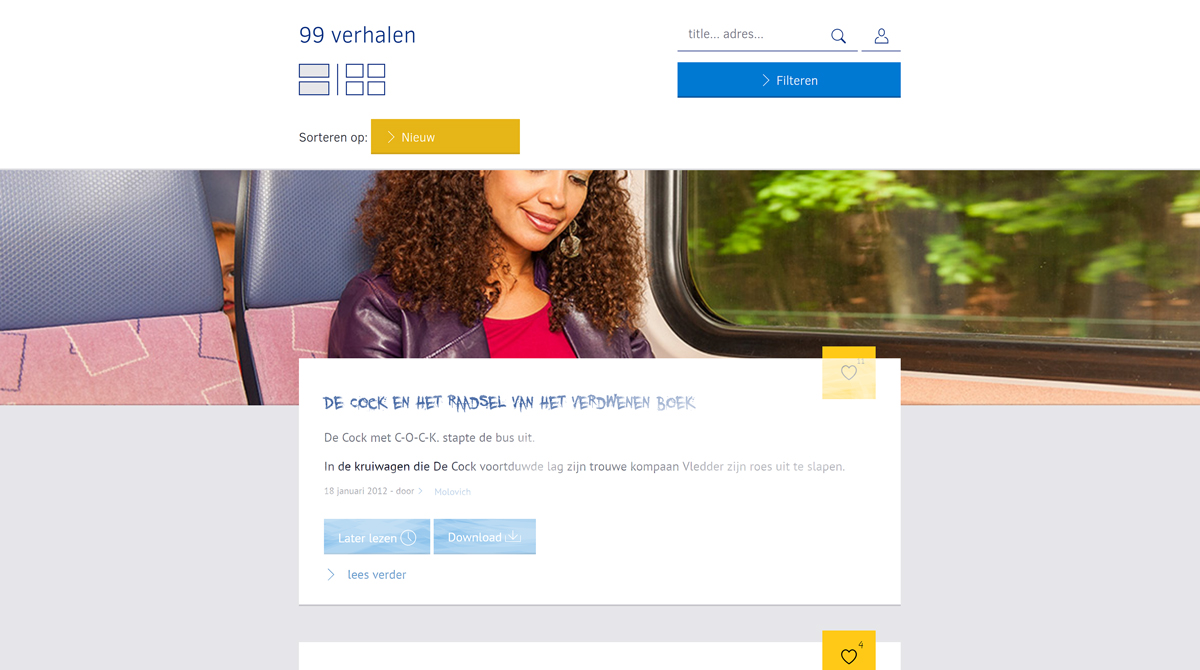 99 verhalen
title... adres...
Filteren
Sorteren op:
Nieuw
11
DE COCK EN HET RAADSEL VAN HET VERDWENEN BOEK
De Cock met C-O-C-K. stapte de bus uit.
In de kruiwagen die De Cock voortduwde lag zijn trouwe kompaan Vledder zijn roes uit te slapen.
18 januari 2012 - door
Molovich
Later lezen
Download
lees verder
4